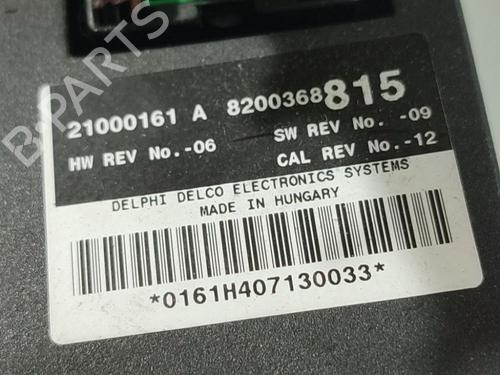 B-PARTS
21000161 A 8200368815
HW REV No.-06 SW REV No. -09
CAL REV No.-12
DELPHI DELCO ELECTRONICS SYSTEMS
MADE IN HUNGARY
*0161H407130033*